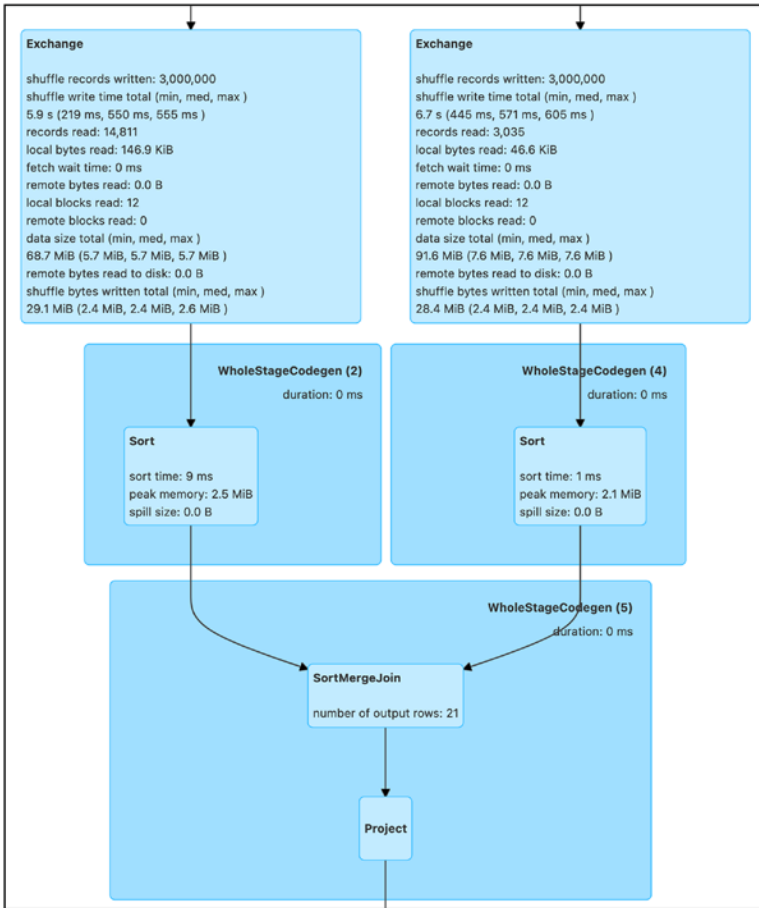 Exchange
shuffle records written: 3,000,000
shuffle write time total (min, med, max )
5.9 s (219 ms, 550 ms, 555 ms )
records read: 14,811
local bytes read: 146.9 KiB
fetch wait time: 0 ms
remote bytes read: 0.0 B
local blocks read: 12
remote blocks read: 0
data size total (min, med, max )
68.7 MiB (5.7 MiB, 5.7 MiB, 5.7 MiB )
remote bytes read to disk: 0.0 B
shuffle bytes written total (min, med, max )
29.1 MiB (2.4 MiB, 2.4 MiB, 2.6 MiB )
Exchange
shuffle records written: 3,000,000
shuffle write time total (min, med, max )
6.7 s (445 ms, 571 ms, 605 ms )
records read: 3,035
local bytes read: 46.6 KiB
fetch wait time: 0 ms
remote bytes read: 0.0 B
local blocks read: 12
remote blocks read: 0
data size total (min, med, max )
91.6 MiB (7.6 MiB, 7.6 MiB, 7.6 MiB )
remote bytes read to disk: 0.0 B
shuffle bytes written total (min, med, max )
28.4 MiB (2.4 MiB, 2.4 MiB, 2.4 MiB )
WholeStageCodegen (2)
duration: 0 ms
Sort
sort time: 9 ms
peak memory: 2.5 MiB
spill size: 0.0 B
WholeStageCodegen (4)
duration: 0 ms
Sort
sort time: 1 ms
peak memory: 2.1 MiB
spill size: 0.0 B
WholeStageCodegen (5)
duration: 0 ms
SortMergeJoin
number of output rows: 21
Project